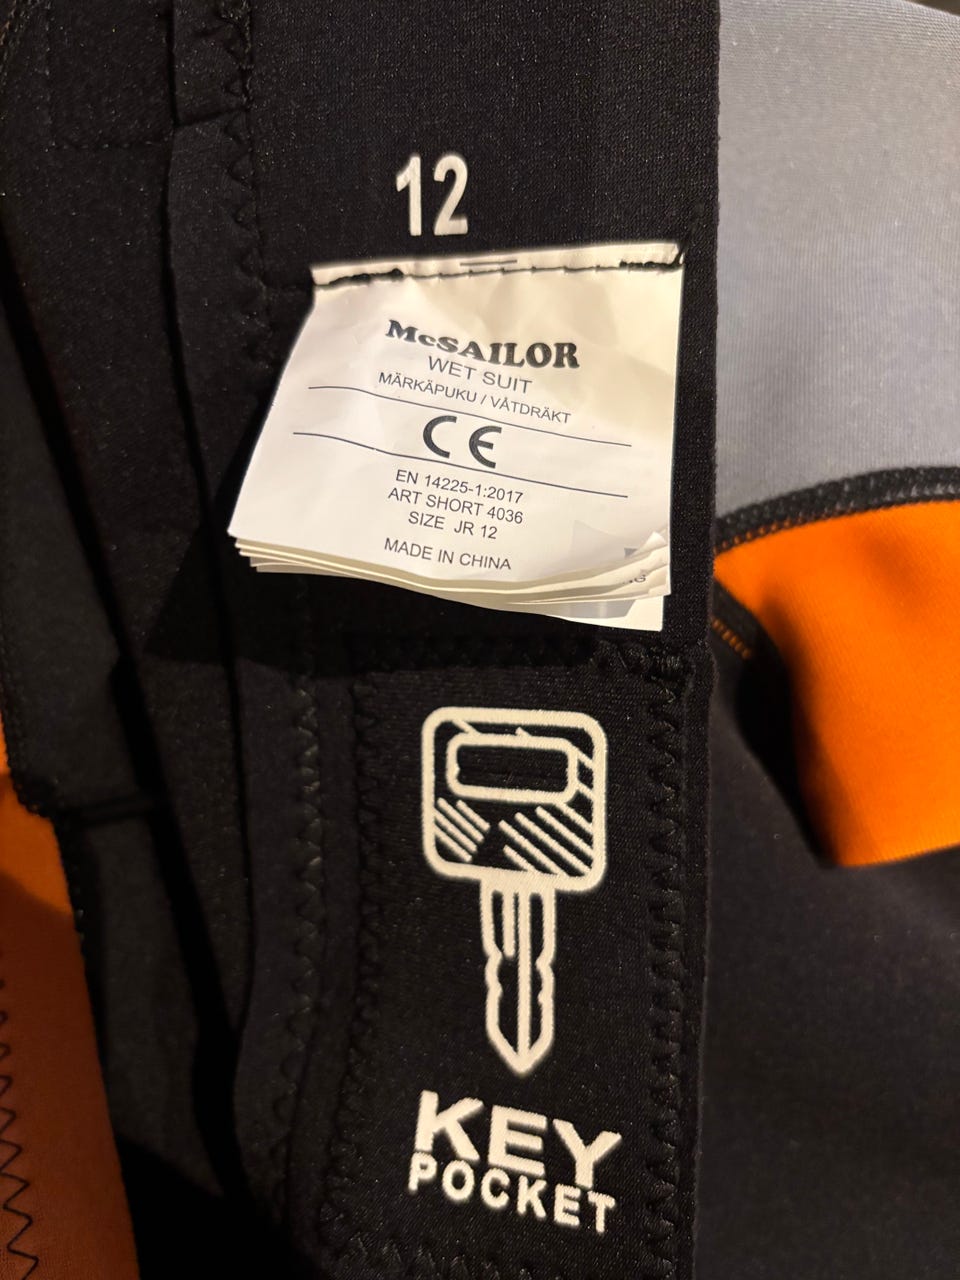 12
McSAILOR
WET SUIT
MÄRKÄPUKU / VÅTDRÄKT
CE
EN 14225-1:2017
ART SHORT 4036
SIZE JR 12
MADE IN CHINA
KEY
POCKET